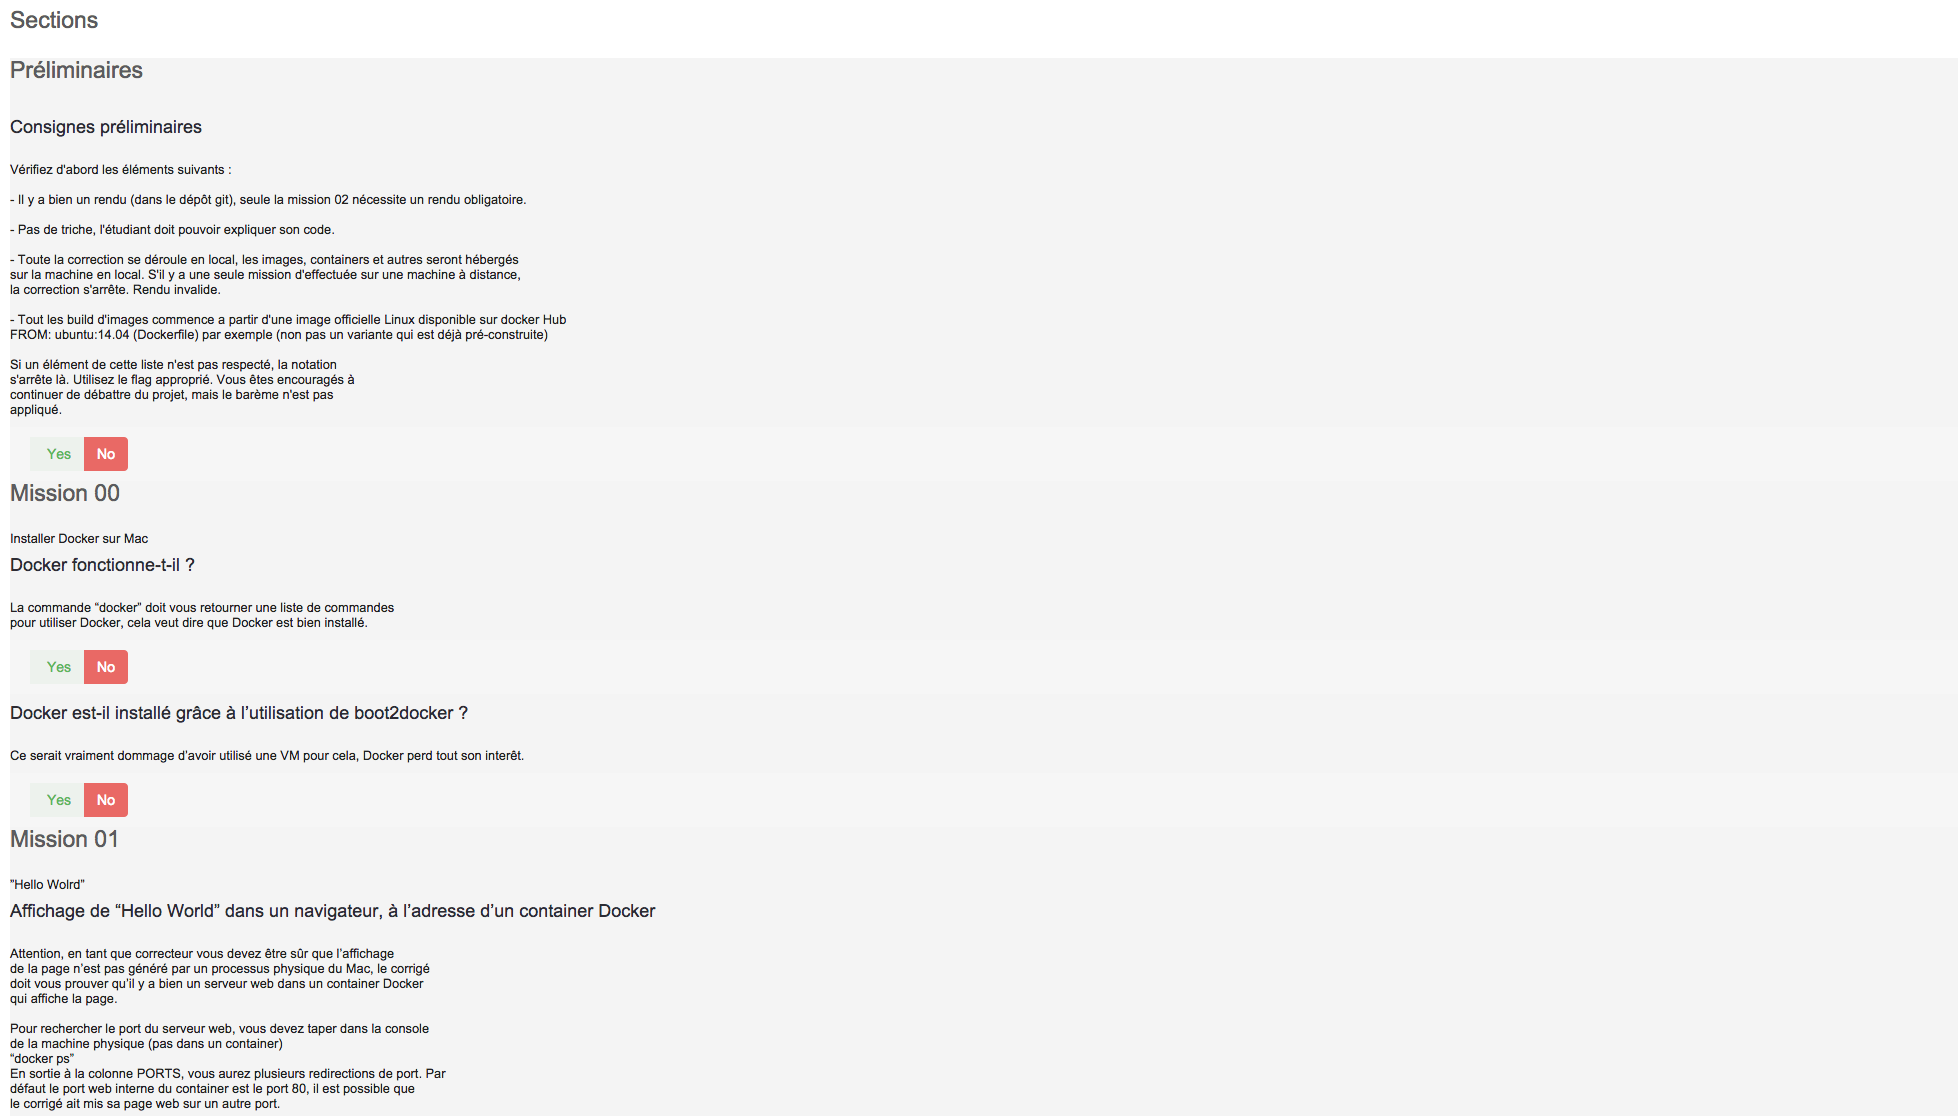 Sections
Préliminaires
Consignes préliminaires
Vérifiez d'abord les éléments suivants :
- Il y a bien un rendu (dans le dépôt git), seule la mission 02 nécessite un rendu obligatoire.
- Pas de triche, l'étudiant doit pouvoir expliquer son code.
- Toute la correction se déroule en local, les images, containers et autres seront hébergés
sur la machine en local. S'il y a une seule mission d'effectuée sur une machine à distance,
la correction s'arrête. Rendu invalide.
- Tout les build d'images commence a partir d'une image officielle Linux disponible sur docker Hub
FROM: ubuntu:14.04 (Dockerfile) par exemple (non pas un variante qui est déjà pré-construite)
Si un élément de cette liste n'est pas respecté, la notation
s'arrête là. Utilisez le flag approprié. Vous êtes encouragés à
continuer de débattre du projet, mais le barème n'est pas
appliqué.
Yes No
Mission 00
Installer Docker sur Mac
Docker fonctionne-t-il ?
La commande “docker” doit vous retourner une liste de commandes
pour utiliser Docker, cela veut dire que Docker est bien installé.
Yes No
Docker est-il installé grâce à l’utilisation de boot2docker ?
Ce serait vraiment dommage d’avoir utilisé une VM pour cela, Docker perd tout son interêt.
Yes No
Mission 01
”Hello Wolrd”
Affichage de “Hello World” dans un navigateur, à l’adresse d’un container Docker
Attention, en tant que correcteur vous devez être sûr que l’affichage
de la page n’est pas généré par un processus physique du Mac, le corrigé
doit vous prouver qu’il y a bien un serveur web dans un container Docker
qui affiche la page.
Pour rechercher le port du serveur web, vous devez taper dans la console
de la machine physique (pas dans un container)
“docker ps”
En sortie à la colonne PORTS, vous aurez plusieurs redirections de port. Par
défaut le port web interne du container est le port 80, il est possible que
le corrigé ait mis sa page web sur un autre port.